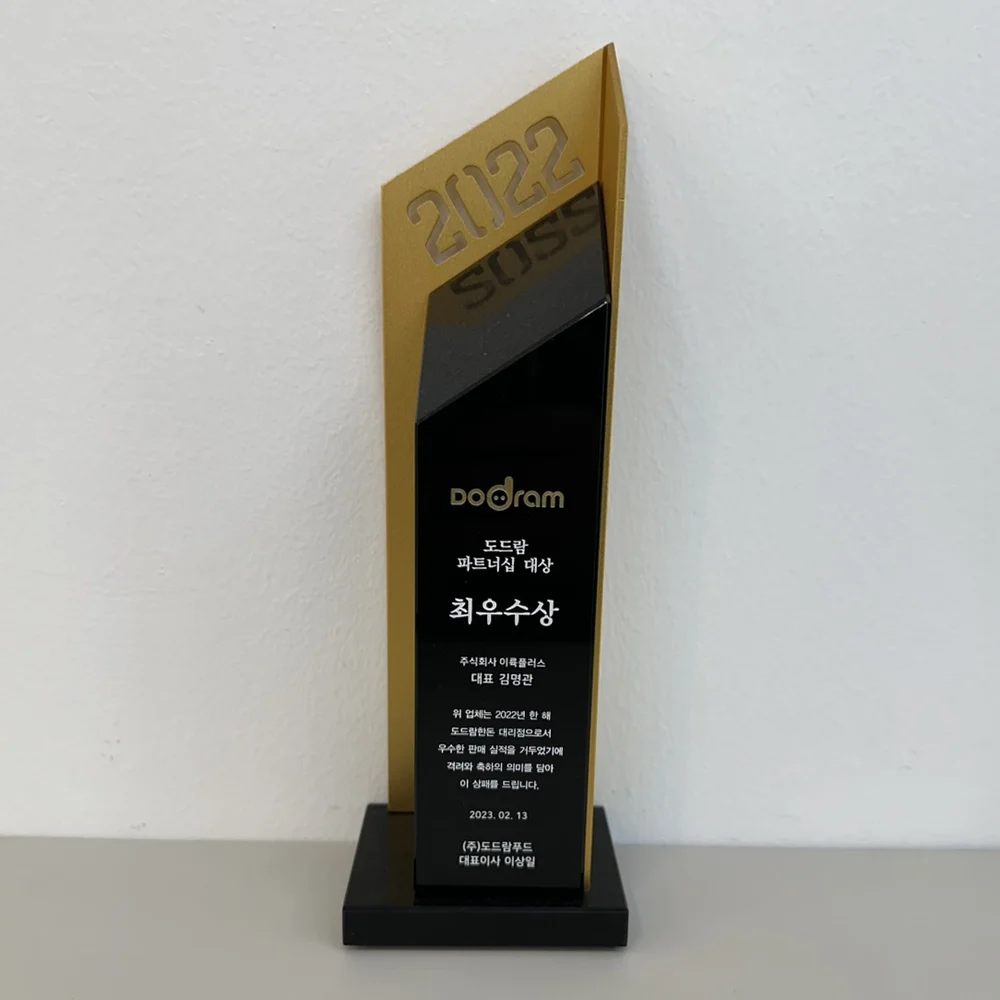 2022
Dodram
도드람
파트너십 대상
최우수상
주식회사 이룩플러스
대표 김명관
위 업체는 2022년 한 해
도드람한돈 대리점으로서
우수한 판매 실적을 거두었기에
격려와 축하의 의미를 담아
이 상패를 드립니다.
2023. 02. 13
(주)도드람푸드
대표이사 이상일